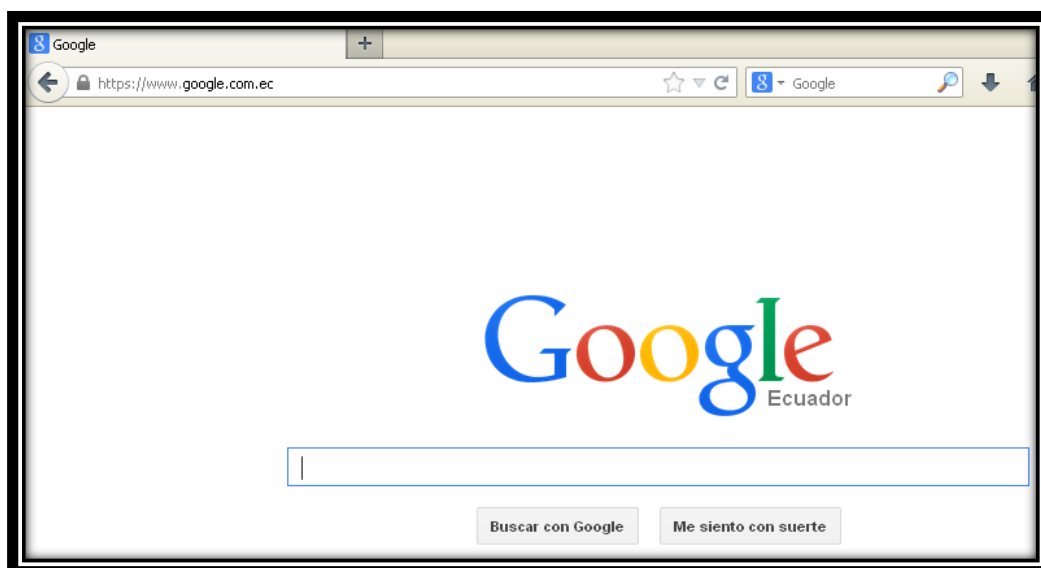 Google
https://www.google.com.ec
Google
Google
Ecuador
Buscar con Google
Me siento con suerte